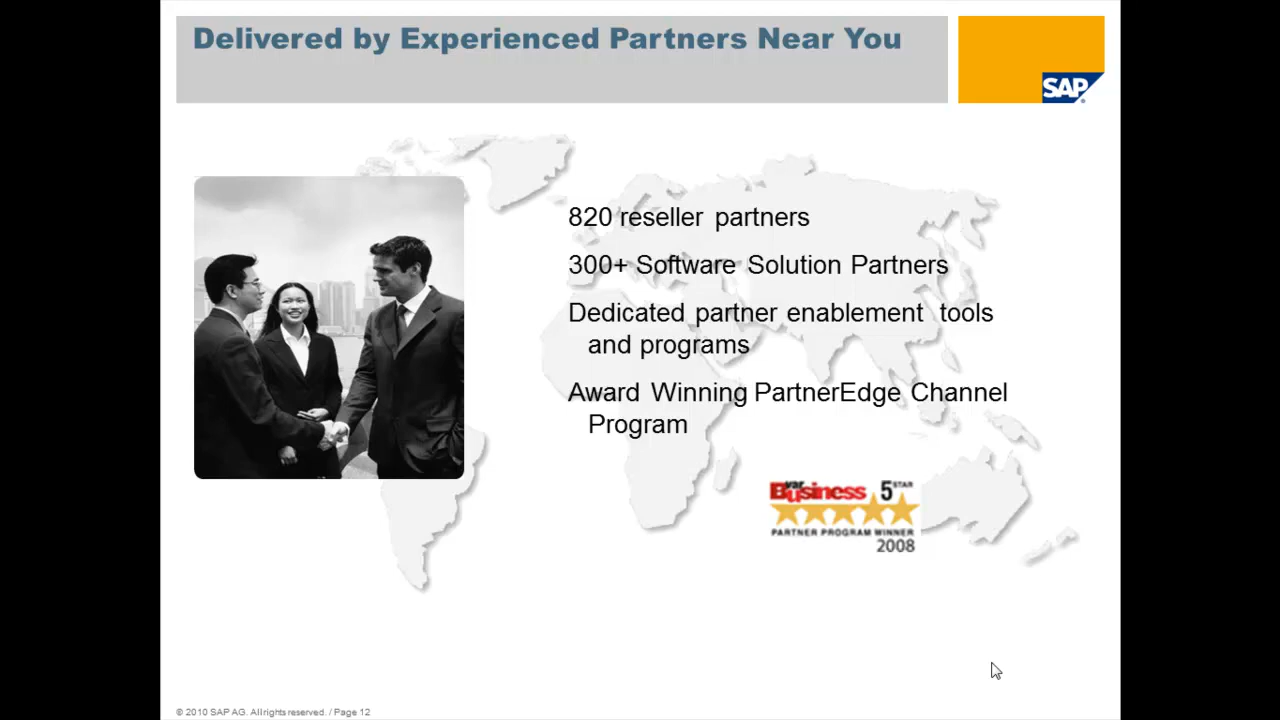 Delivered by Experienced Partners Near You
SAP
820 reseller partners
300+ Software Solution Partners
Dedicated partner enablement tools
and programs
Award Winning PartnerEdge Channel
Program
var
Business 5 STAR
PARTNER PROGRAM WINNER
2008
© 2010 SAP AG. All rights reserved. / Page 12